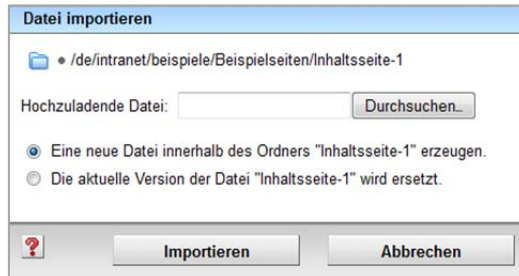 Datei importieren
● /de/intranet/beispiele/Beispielseiten/Inhaltsseite-1
Hochzuladende Datei: Durchsuchen...
Eine neue Datei innerhalb des Ordners "Inhaltsseite-1" erzeugen.
Die aktuelle Version der Datei "Inhaltsseite-1" wird ersetzt.
? Importieren Abbrechen